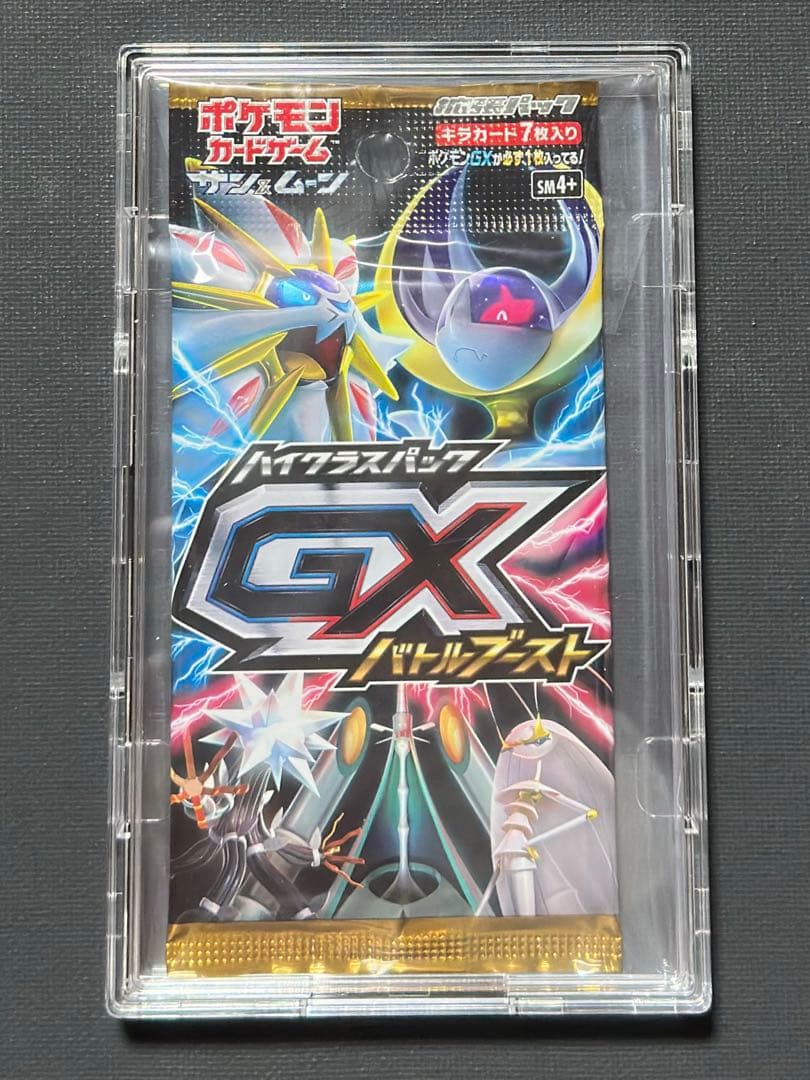 ポケモン
カードゲーム™
サン&ムーン
拡張パック
キラカード7枚入り
ポケモンGXが必ず1枚入ってる!
SM4+
ハイクラスパック
GX
バトルブースト